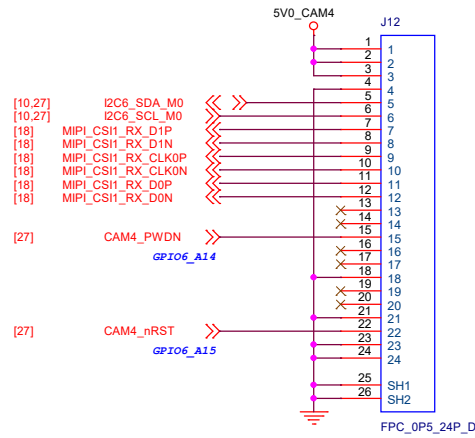 5V0_CAM4
J12
1 1
2 2
3 3
4 4
[10,27] I2C6_SDA_M0 5 5
[10,27] I2C6_SCL_M0 6 6
[18] MIPI_CSI1_RX_D1P 7 7
[18] MIPI_CSI1_RX_D1N 8 8
[18] MIPI_CSI1_RX_CLK0P 9 9
[18] MIPI_CSI1_RX_CLK0N 10 10
[18] MIPI_CSI1_RX_D0P 11 11
[18] MIPI_CSI1_RX_D0N 12 12
13 13
14 14
[27] CAM4_PWDN 15 15
GPIO6_A14 16 16
17 17
18 18
19 19
20 20
21 21
[27] CAM4_nRST 22 22
GPIO6_A15 23 23
24 24
25 SH1
26 SH2
FPC_0P5_24P_D